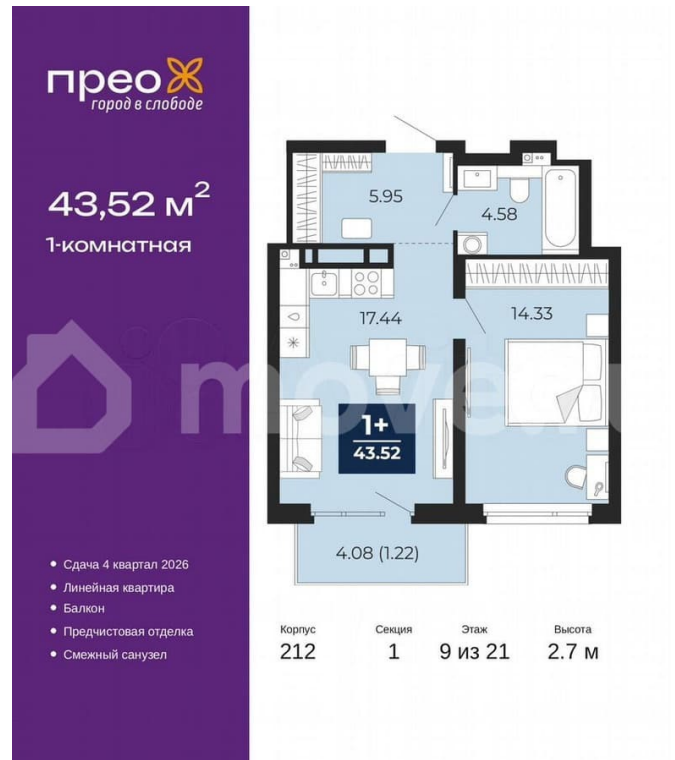 прео
город в слободе
43,52 м²
1-комнатная
5.95
4.58
17.44
14.33
1+
43.52
4.08 (1.22)
Сдача 4 квартал 2026
Линейная квартира
Балкон
Предчистовая отделка
Смежный санузел
Корпус
Секция
Этаж
Высота
212
1
9 из 21
2.7 м